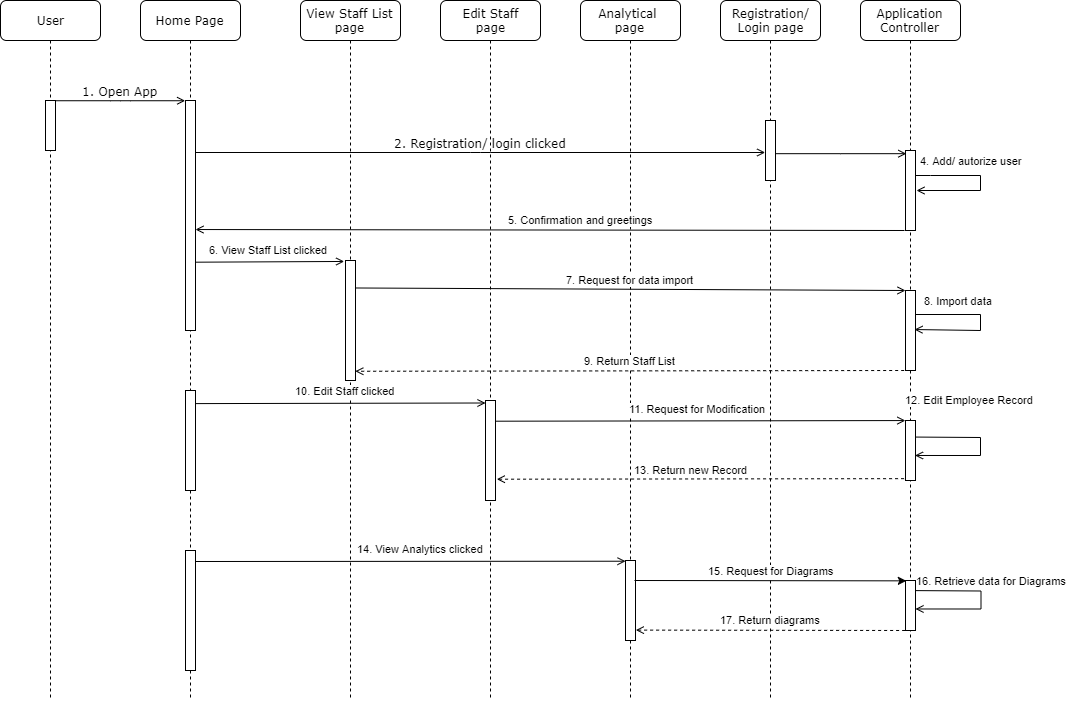 User
Home Page
View Staff List
page
Edit Staff
page
Analytical
page
Registration/
Login page
Application
Controller
1. Open App
2. Registration/ login clicked
4. Add/ autorize user
5. Confirmation and greetings
6. View Staff List clicked
7. Request for data import
8. Import data
9. Return Staff List
10. Edit Staff clicked
11. Request for Modification
12. Edit Employee Record
13. Return new Record
14. View Analytics clicked
15. Request for Diagrams
16. Retrieve data for Diagrams
17. Return diagrams